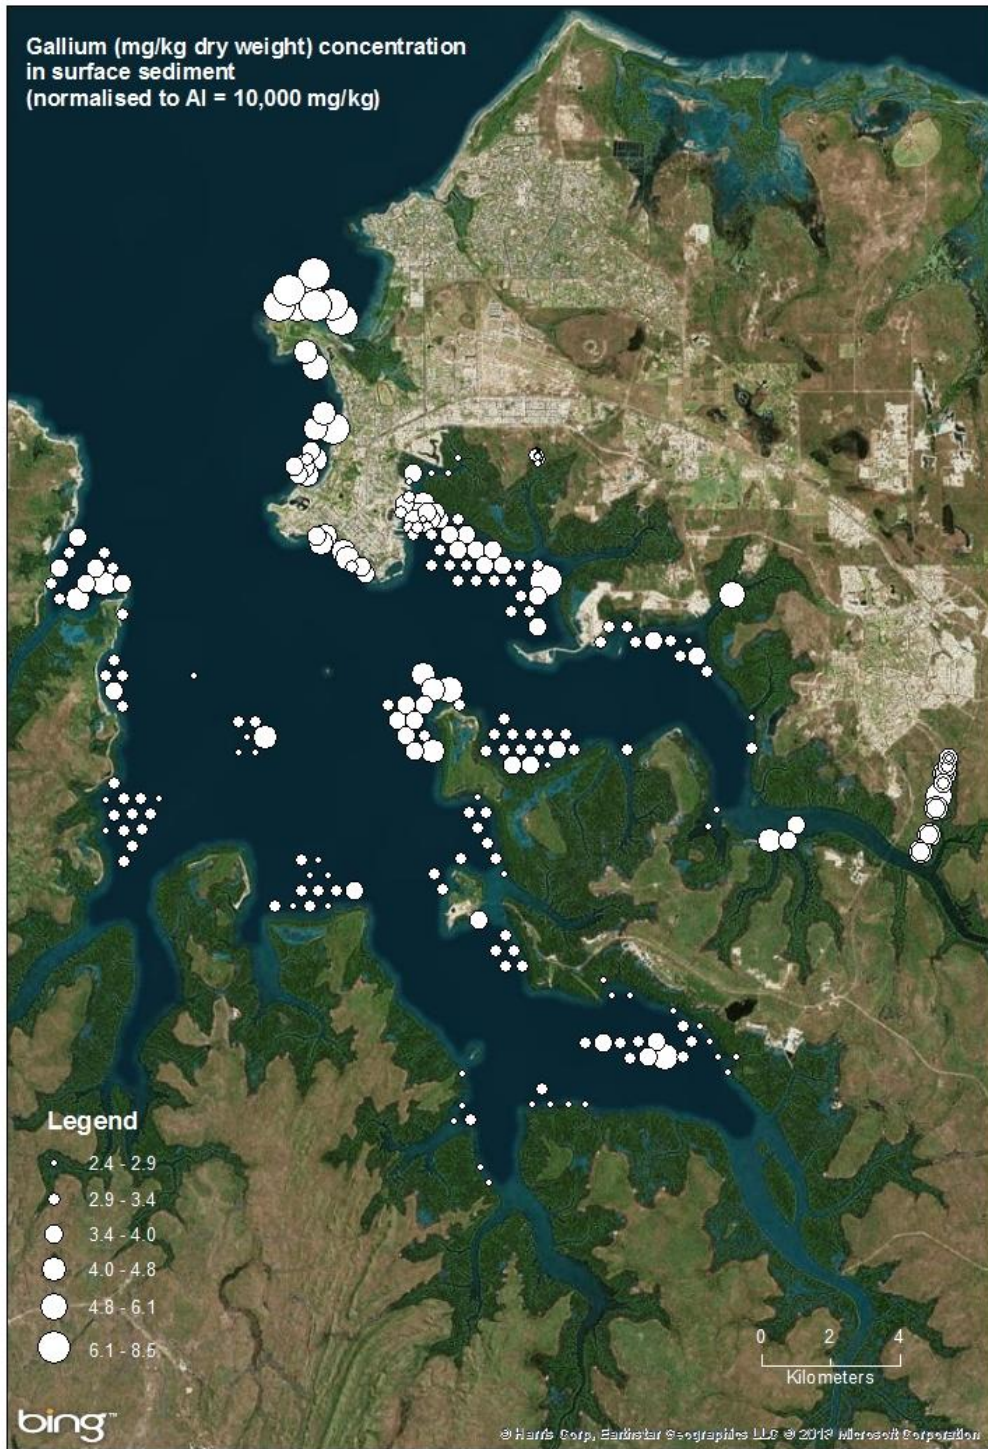 Gallium (mg/kg dry weight) concentration
in surface sediment
(normalised to Al = 10,000 mg/kg)
Legend
2.4 - 2.9
2.9 - 3.4
3.4 - 4.0
4.0 - 4.8
4.8 - 6.1
6.1 - 8.5
0 2 4
Kilometers
bing™
© Harris Corp, Earthstar Geographics LLC © 2013 Microsoft Corporation